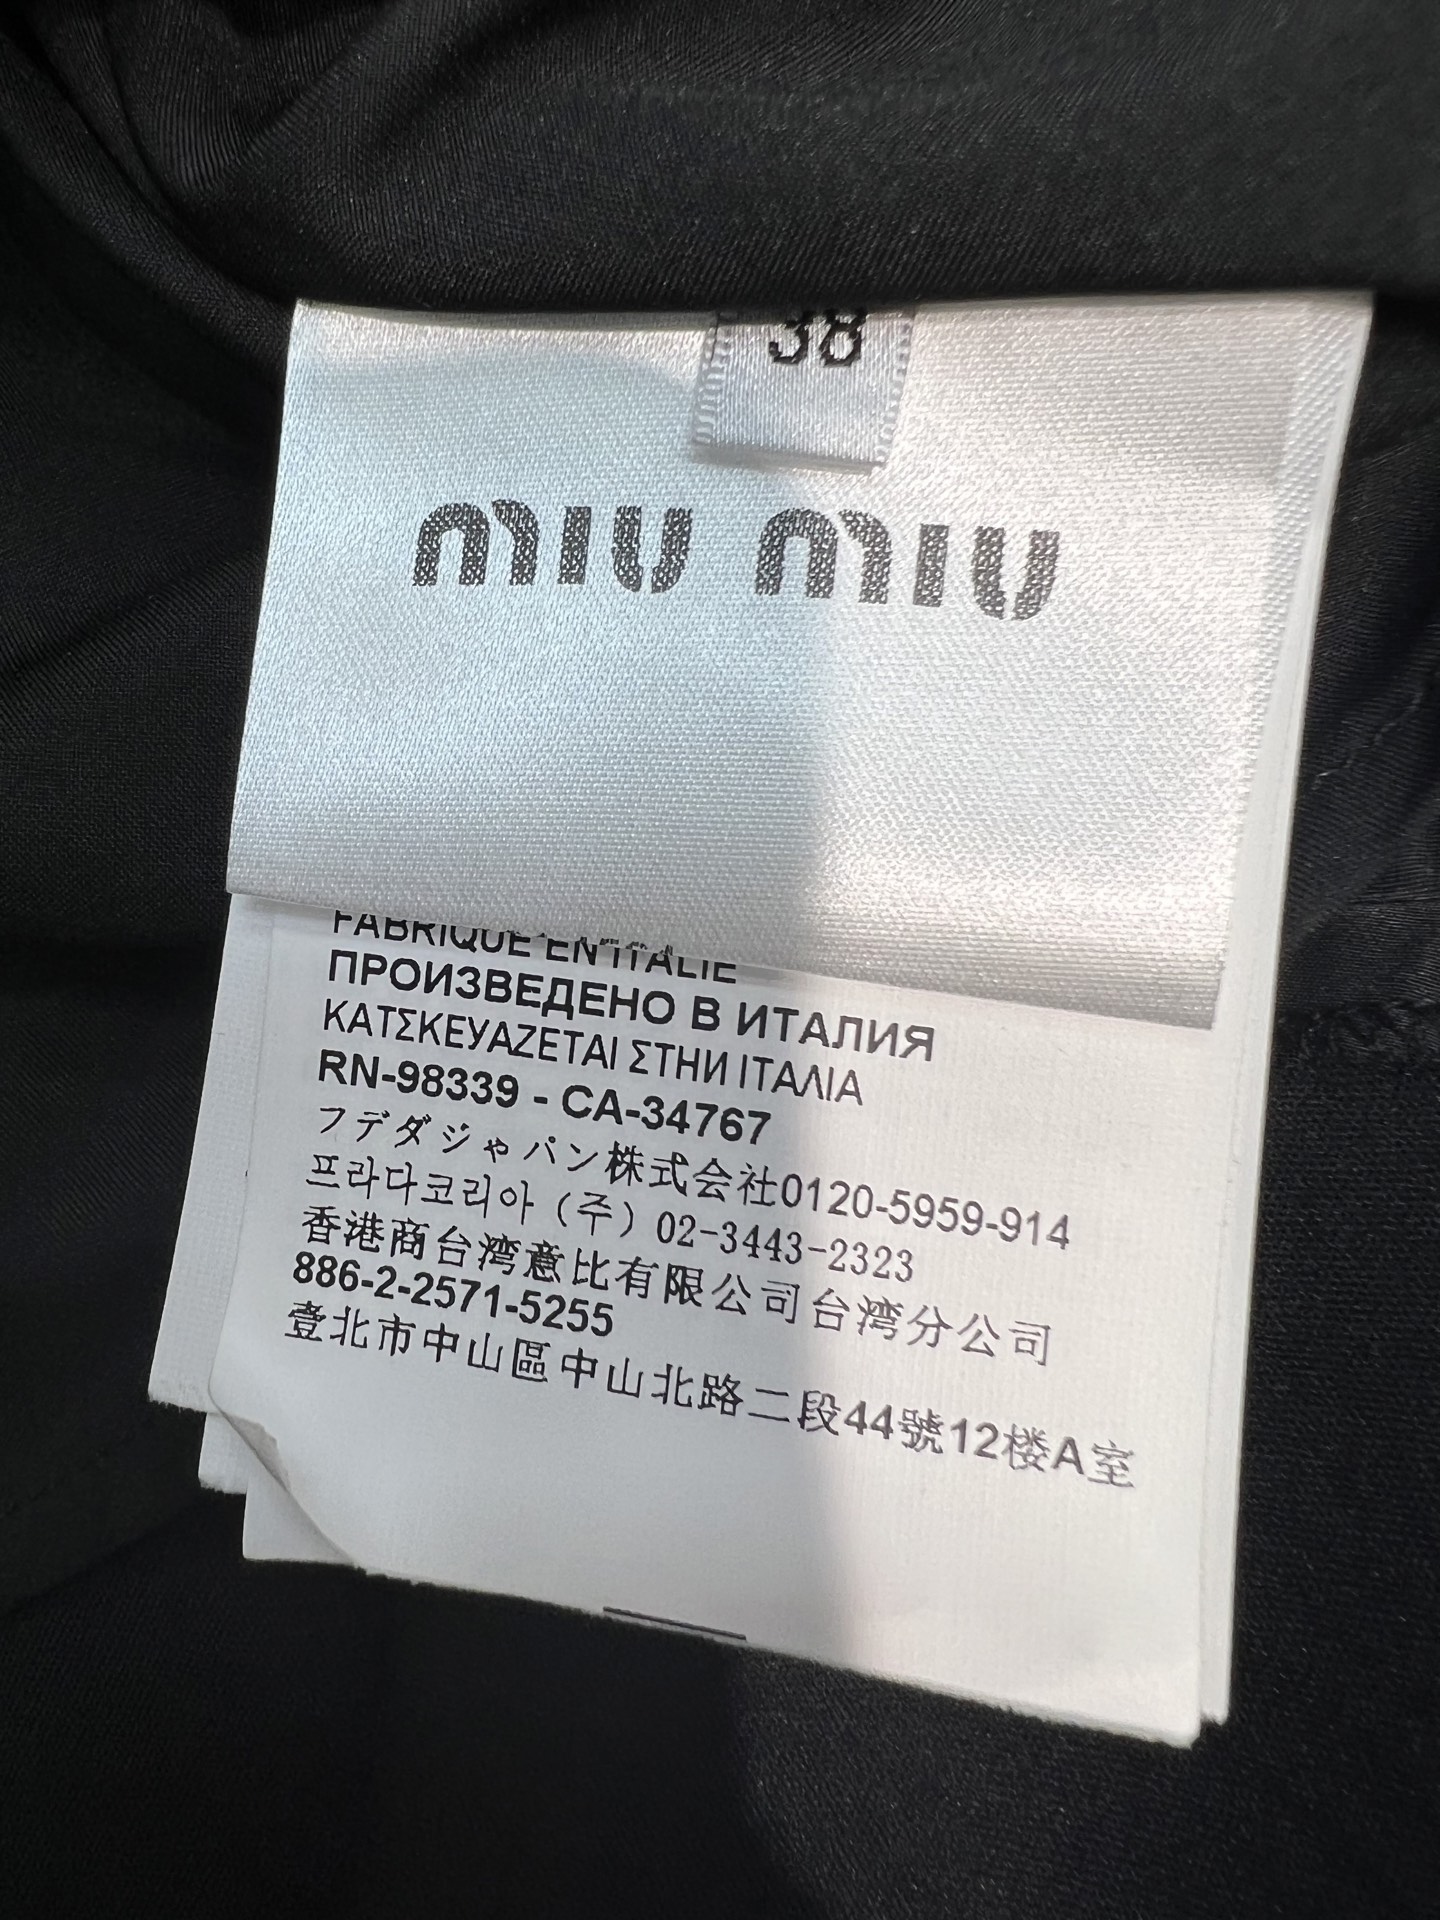 38
miu miu
FABRIQUE EN ITALIE
ПРОИЗВЕДЕНО В ИТАЛИЯ
ΚΑΤΣΚΕΥΑΖΕΤΑΙ ΣΤΗИ ΙΤΑΛΙΑ
RN-98339 - CA-34767
フデダジャパン株式会社0120-5959-914
프라다코리아 (주) 02-3443-2323
香港商台湾意比有限公司台湾分公司
886-2-2571-5255
壹北市中山區中山北路二段44號12楼A室